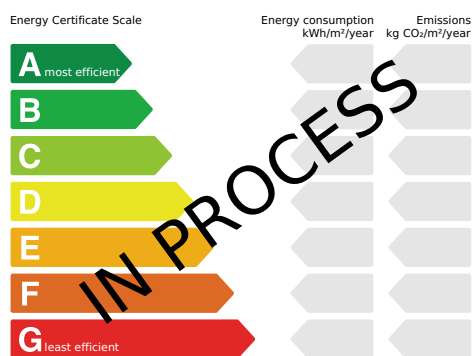 Energy Certificate Scale
Energy consumption
kWh/m²/year
Emissions
kg CO₂/m²/year
A most efficient
B
C
D
E
F
G least efficient
IN PROCESS